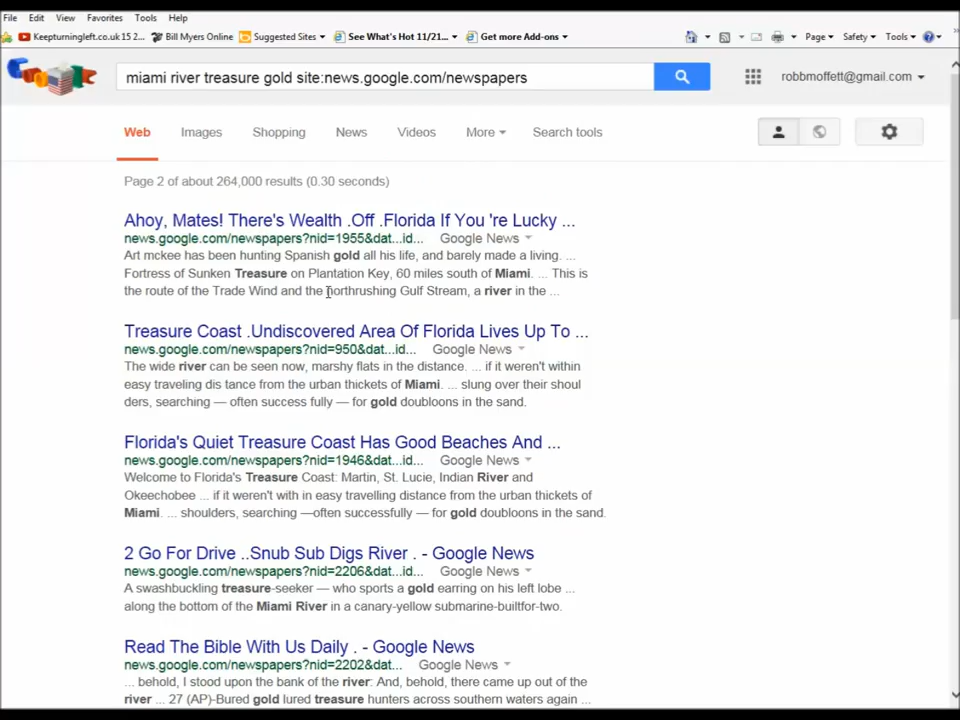 File Edit View Favorites Tools Help
Keepturningleft.co.uk 15 2... Bill Myers Online Suggested Sites See What's Hot 11/21... Get more Add-ons Page Safety Tools
miami river treasure gold site:news.google.com/newspapers robbmoffett@gmail.com
Web Images Shopping News Videos More Search tools
Page 2 of about 264,000 results (0.30 seconds)
Ahoy, Mates! There's Wealth .Off .Florida If You 're Lucky ...
news.google.com/newspapers?nid=1955&dat...id... Google News
Art mckee has been hunting Spanish gold all his life, and barely made a living. ...
Fortress of Sunken Treasure on Plantation Key, 60 miles south of Miami. ... This is
the route of the Trade Wind and the northrushing Gulf Stream, a river in the ...
Treasure Coast .Undiscovered Area Of Florida Lives Up To ...
news.google.com/newspapers?nid=950&dat...id... Google News
The wide river can be seen now, marshy flats in the distance. ... if it weren't within
easy traveling dis tance from the urban thickets of Miami. ... slung over their shoul
ders, searching — often success fully — for gold doubloons in the sand.
Florida's Quiet Treasure Coast Has Good Beaches And ...
news.google.com/newspapers?nid=1946&dat...id... Google News
Welcome to Florida's Treasure Coast: Martin, St. Lucie, Indian River and
Okeechobee ... if it weren't with in easy travelling distance from the urban thickets of
Miami. ... shoulders, searching —often successfully — for gold doubloons in the sand.
2 Go For Drive ..Snub Sub Digs River . - Google News
news.google.com/newspapers?nid=2206&dat...id... Google News
A swashbuckling treasure-seeker — who sports a gold earring on his left lobe ...
along the bottom of the Miami River in a canary-yellow submarine-builtfor-two.
Read The Bible With Us Daily . - Google News
news.google.com/newspapers?nid=2202&dat... Google News
... behold, I stood upon the bank of the river: And, behold, there came up out of the
river ... 27 (AP)-Bured gold lured treasure hunters across southern waters again ...